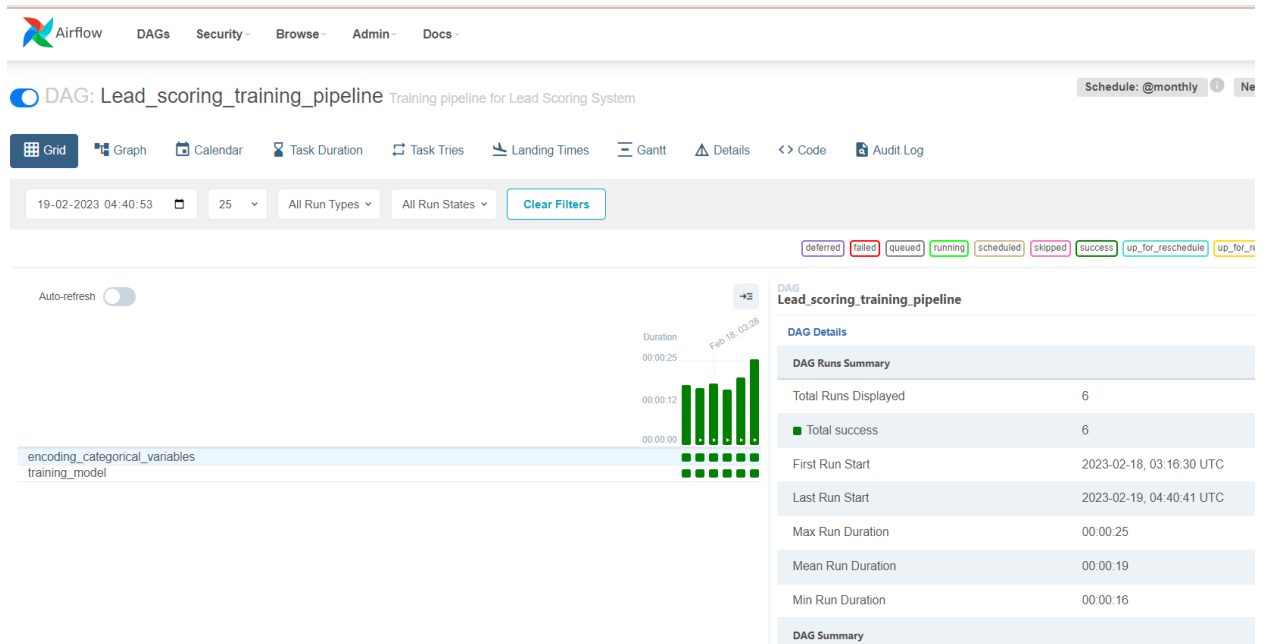 Airflow DAGs Security Browse Admin Docs
DAG: Lead_scoring_training_pipeline Training pipeline for Lead Scoring System
Schedule: @monthly
Grid Graph Calendar Task Duration Task Tries Landing Times Gantt Details <> Code Audit Log
19-02-2023 04:40:53 25 All Run Types All Run States Clear Filters
deferred failed queued running scheduled skipped success up_for_reschedule
Auto-refresh
Duration
Feb 18, 03:28
00:00:25
00:00:12
00:00:00
encoding_categorical_variables
training_model
DAG
Lead_scoring_training_pipeline
DAG Details
DAG Runs Summary
Total Runs Displayed 6
Total success 6
First Run Start 2023-02-18, 03:16:30 UTC
Last Run Start 2023-02-19, 04:40:41 UTC
Max Run Duration 00:00:25
Mean Run Duration 00:00:19
Min Run Duration 00:00:16
DAG Summary